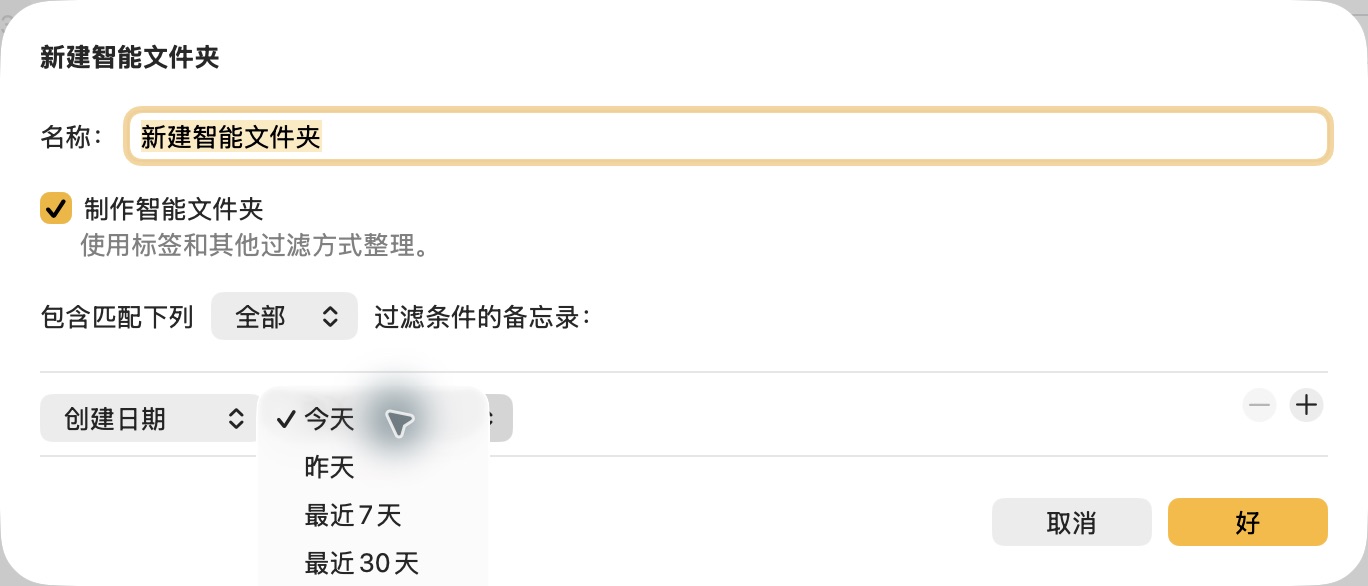 新建智能文件夹
名称： 新建智能文件夹
制作智能文件夹
使用标签和其他过滤方式整理。
包含匹配下列 全部 过滤条件的备忘录：
创建日期 今天
昨天
最近 7 天
最近 30 天
取消 好